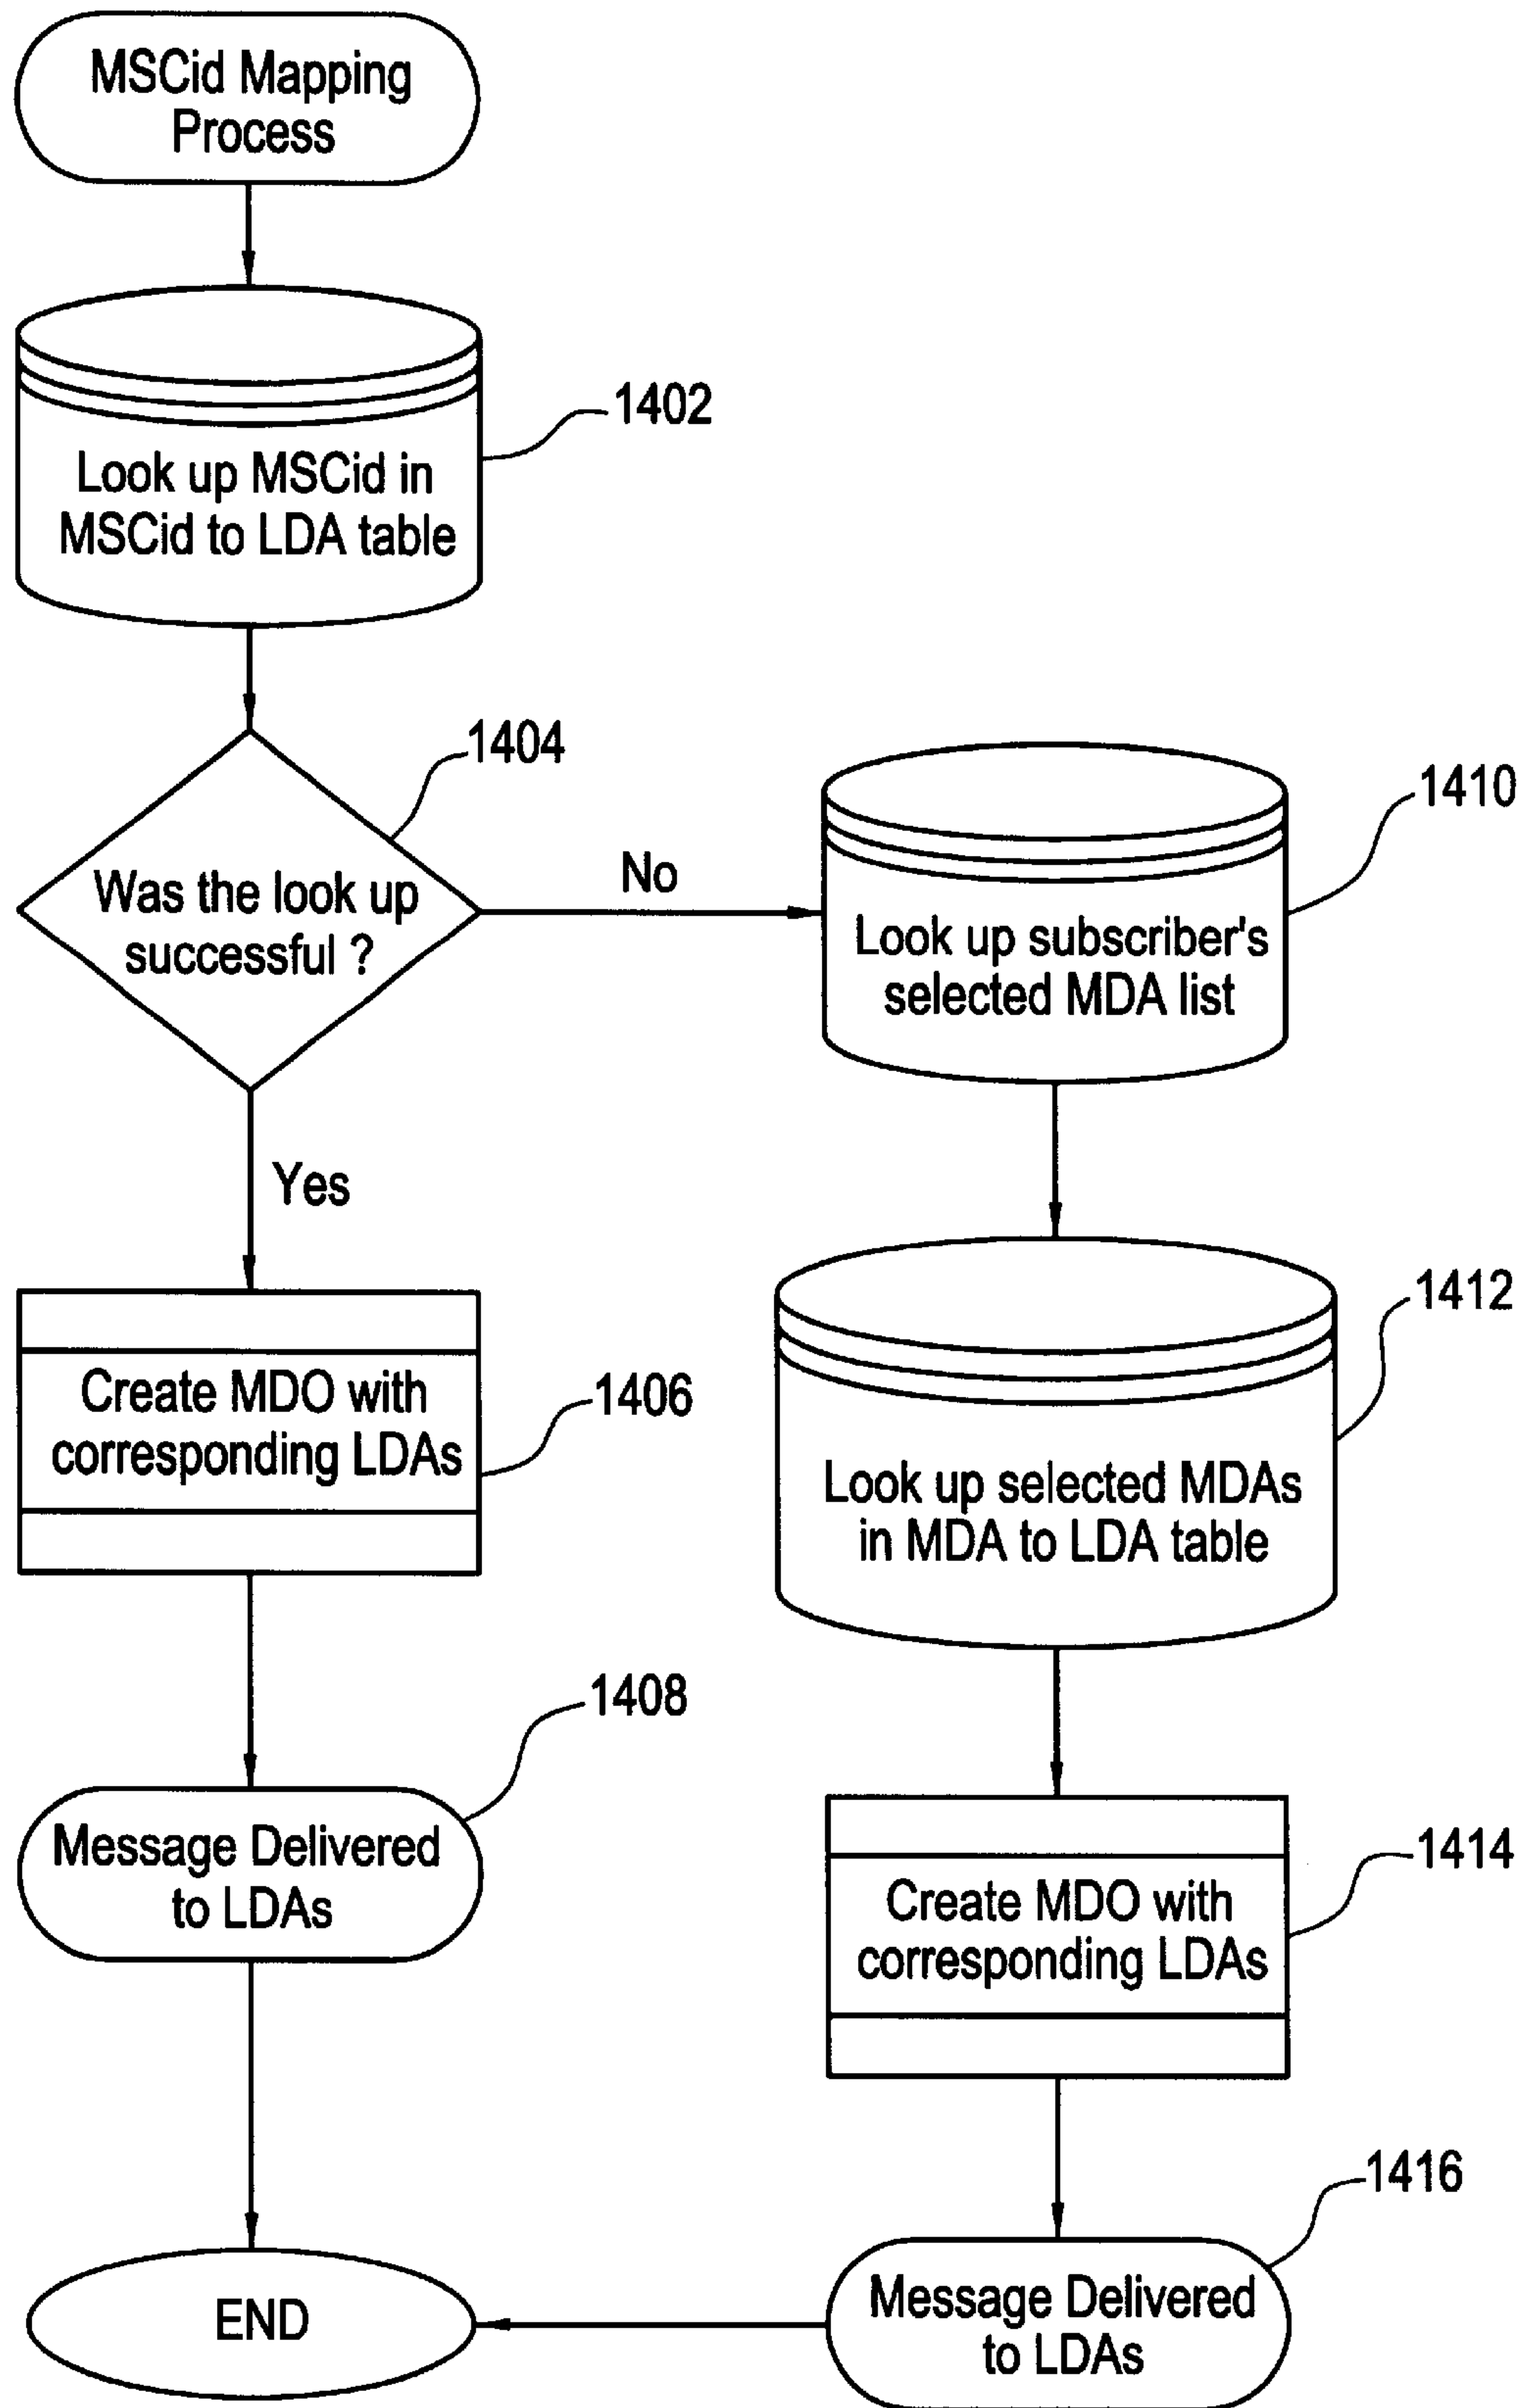 MSCid Mapping
Process
1402
Look up MSCid in
MSCid to LDA table
1404
Was the look up
successful ?
No
Yes
1410
Look up subscriber's
selected MDA list
1412
Look up selected MDAs
in MDA to LDA table
Create MDO with
corresponding LDAs
1406
1408
Message Delivered
to LDAs
1414
Create MDO with
corresponding LDAs
1416
Message Delivered
to LDAs
END